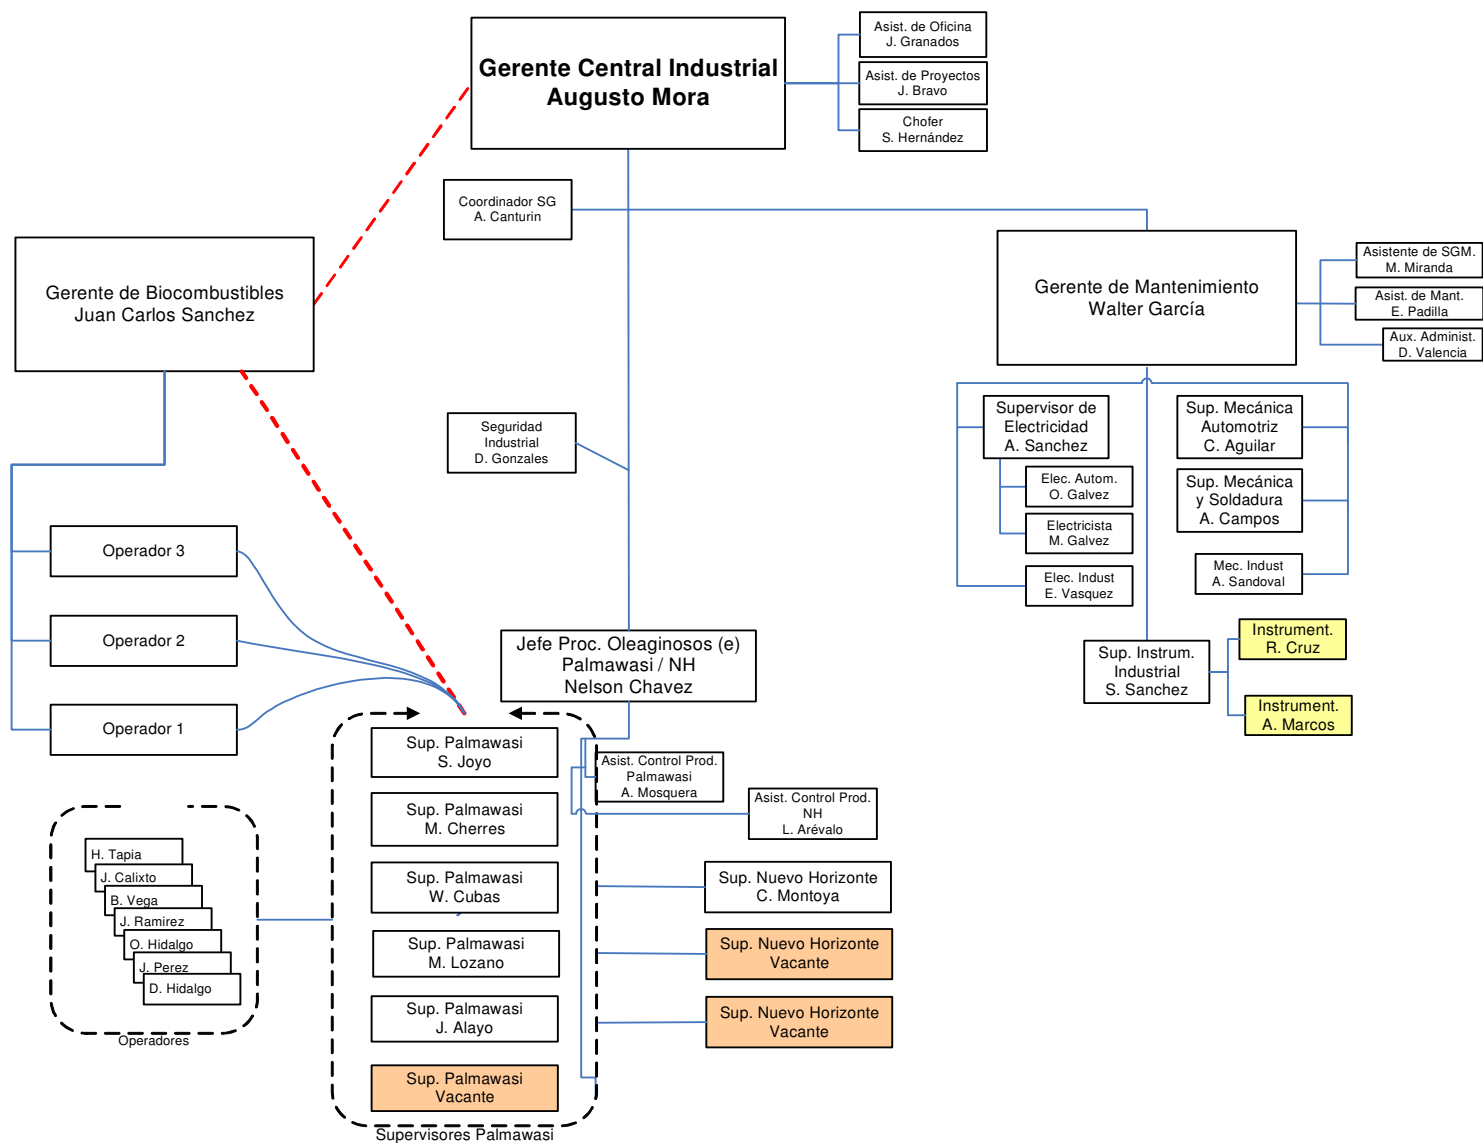 Asist. de Oficina
J. Granados
Gerente Central Industrial
Augusto Mora
Asist. de Proyectos
J. Bravo
Chofer
S. Hernández
Coordinador SG
A. Canturin
Gerente de Biocombustibles
Juan Carlos Sanchez
Gerente de Mantenimiento
Walter García
Asistente de SGM.
M. Miranda
Asist. de Mant.
E. Padilla
Aux. Administ.
D. Valencia
Seguridad
Industrial
D. Gonzales
Supervisor de
Electricidad
A. Sanchez
Sup. Mecánica
Automotriz
C. Aguilar
Elec. Autom.
O. Galvez
Sup. Mecánica
y Soldadura
A. Campos
Electricista
M. Galvez
Elec. Indust
E. Vasquez
Mec. Indust
A. Sandoval
Operador 3
Operador 2
Operador 1
Jefe Proc. Oleaginosos (e)
Palmawasi / NH
Nelson Chavez
Sup. Instrum.
Industrial
S. Sanchez
Instrument.
R. Cruz
Instrument.
A. Marcos
Sup. Palmawasi
S. Joyo
Asist. Control Prod.
Palmawasi
A. Mosquera
Asist. Control Prod.
NH
L. Arévalo
Sup. Palmawasi
M. Cherres
Sup. Palmawasi
W. Cubas
Sup. Nuevo Horizonte
C. Montoya
Sup. Palmawasi
M. Lozano
Sup. Nuevo Horizonte
Vacante
Sup. Palmawasi
J. Alayo
Sup. Nuevo Horizonte
Vacante
Sup. Palmawasi
Vacante
Supervisores Palmawasi
H. Tapia
J. Calixto
B. Vega
J. Ramirez
O. Hidalgo
J. Perez
D. Hidalgo
Operadores